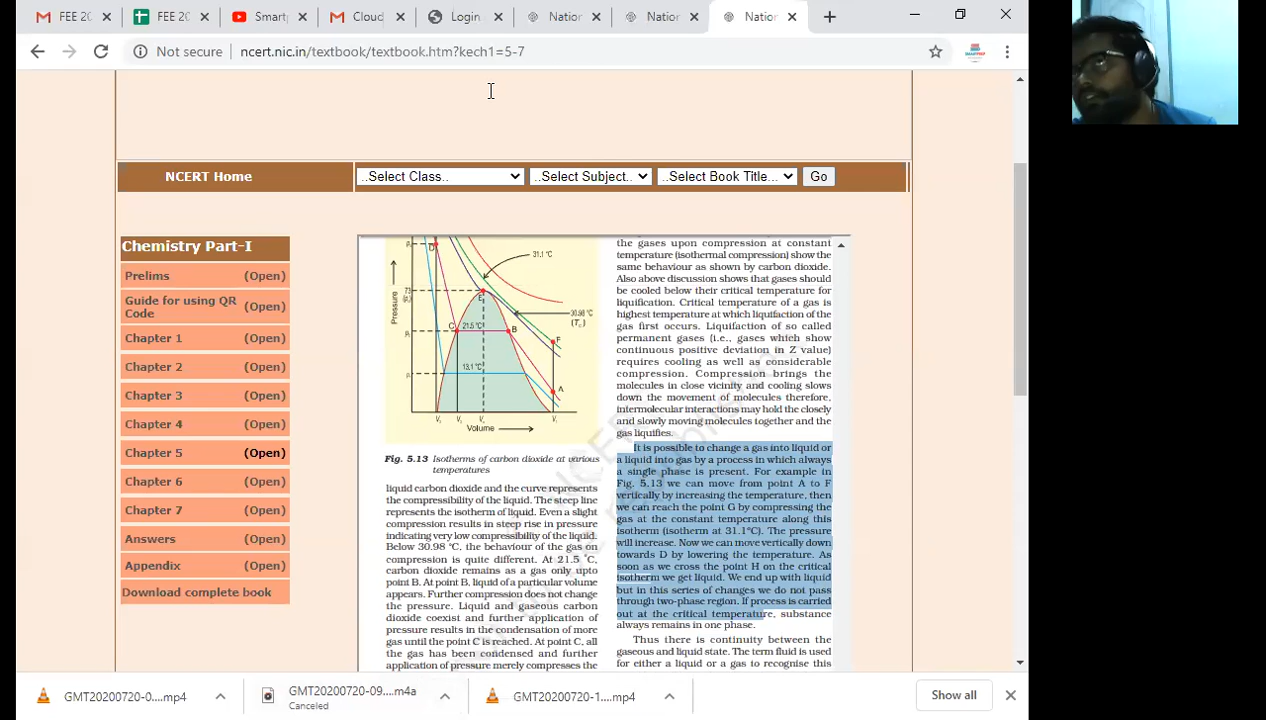 FEE 20
FEE 20
Smartp
Cloud
Login
Nation
Nation
Nation
Not secure
ncert.nic.in/textbook/textbook.htm?kech1=5-7
NCERT Home
..Select Class..
..Select Subject..
..Select Book Title...
Go
Chemistry Part-I
Prelims (Open)
Guide for using QR Code (Open)
Chapter 1 (Open)
Chapter 2 (Open)
Chapter 3 (Open)
Chapter 4 (Open)
Chapter 5 (Open)
Chapter 6 (Open)
Chapter 7 (Open)
Answers (Open)
Appendix (Open)
Download complete book
D
31.1 °C
73
E
Pressure
30.98 °C
(TC)
C
21.5 °C
B
F
13.1 °C
A
Volume
Fig. 5.13 Isotherms of carbon dioxide at various
temperatures
liquid carbon dioxide and the curve represents
the compressibility of the liquid. The steep line
represents the isotherm of liquid. Even a slight
compression results in steep rise in pressure
indicating very low compressibility of the liquid.
Below 30.98 °C, the behaviour of the gas on
compression is quite different. At 21.5 °C,
carbon dioxide remains as a gas only upto
point B. At point B, liquid of a particular volume
appears. Further compression does not change
the pressure. Liquid and gaseous carbon
dioxide coexist and further application of
pressure results in the condensation of more
gas until the point C is reached. At point C, all
the gas has been condensed and further
application of pressure merely compresses the
the gases upon compression at constant
temperature (isothermal compression) show the
same behaviour as shown by carbon dioxide.
Also above discussion shows that gases should
be cooled below their critical temperature for
liquification. Critical temperature of a gas is
highest temperature at which liquifaction of the
gas first occurs. Liquifaction of so called
permanent gases (i.e., gases which show
continuous positive deviation in Z value)
requires cooling as well as considerable
compression. Compression brings the
molecules in close vicinity and cooling slows
down the movement of molecules therefore,
intermolecular interactions may hold the closely
and slowly moving molecules together and the
gas liquifies.
It is possible to change a gas into liquid or
a liquid into gas by a process in which always
a single phase is present. For example in
Fig. 5.13 we can move from point A to F
vertically by increasing the temperature, then
we can reach the point G by compressing the
gas at the constant temperature along this
isotherm (isotherm at 31.1°C). The pressure
will increase. Now we can move vertically down
towards D by lowering the temperature. As
soon as we cross the point H on the critical
isotherm we get liquid. We end up with liquid
but in this series of changes we do not pass
through two-phase region. If process is carried
out at the critical temperature, substance
always remains in one phase.
Thus there is continuity between the
gaseous and liquid state. The term fluid is used
for either a liquid or a gas to recognise this
GMT20200720-0....mp4
GMT20200720-09....m4a
Canceled
GMT20200720-1....mp4
Show all